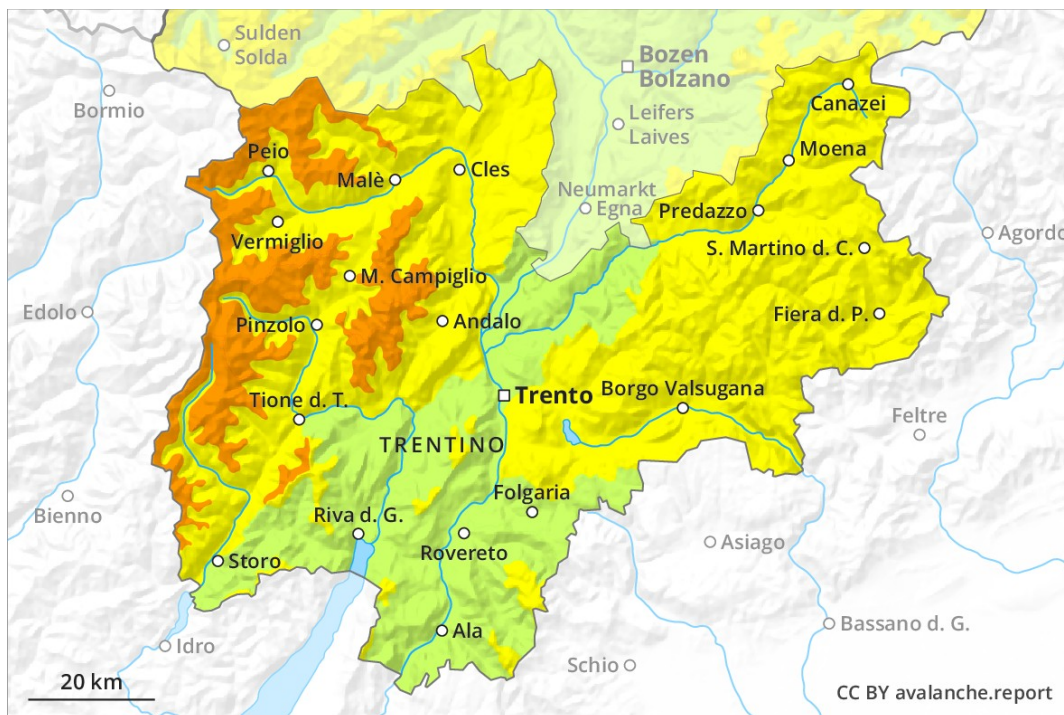 Sulden
Solda
Bozen
Bolzano
Bormio
Canazei
Leifers
Laives
Peio
Moena
Malè
Cles
Neumarkt
Egna
Predazzo
Vermiglio
S. Martino d. C.
Agordo
M. Campiglio
Edolo
Pinzolo
Andalo
Fiera d. P.
Trento
Borgo Valsugana
Tione d. T.
Feltre
TRENTINO
Bienno
Folgaria
Riva d. G.
Rovereto
Asiago
Storo
Ala
Bassano d. G.
Idro
Schio
20 km
CC BY avalanche.report